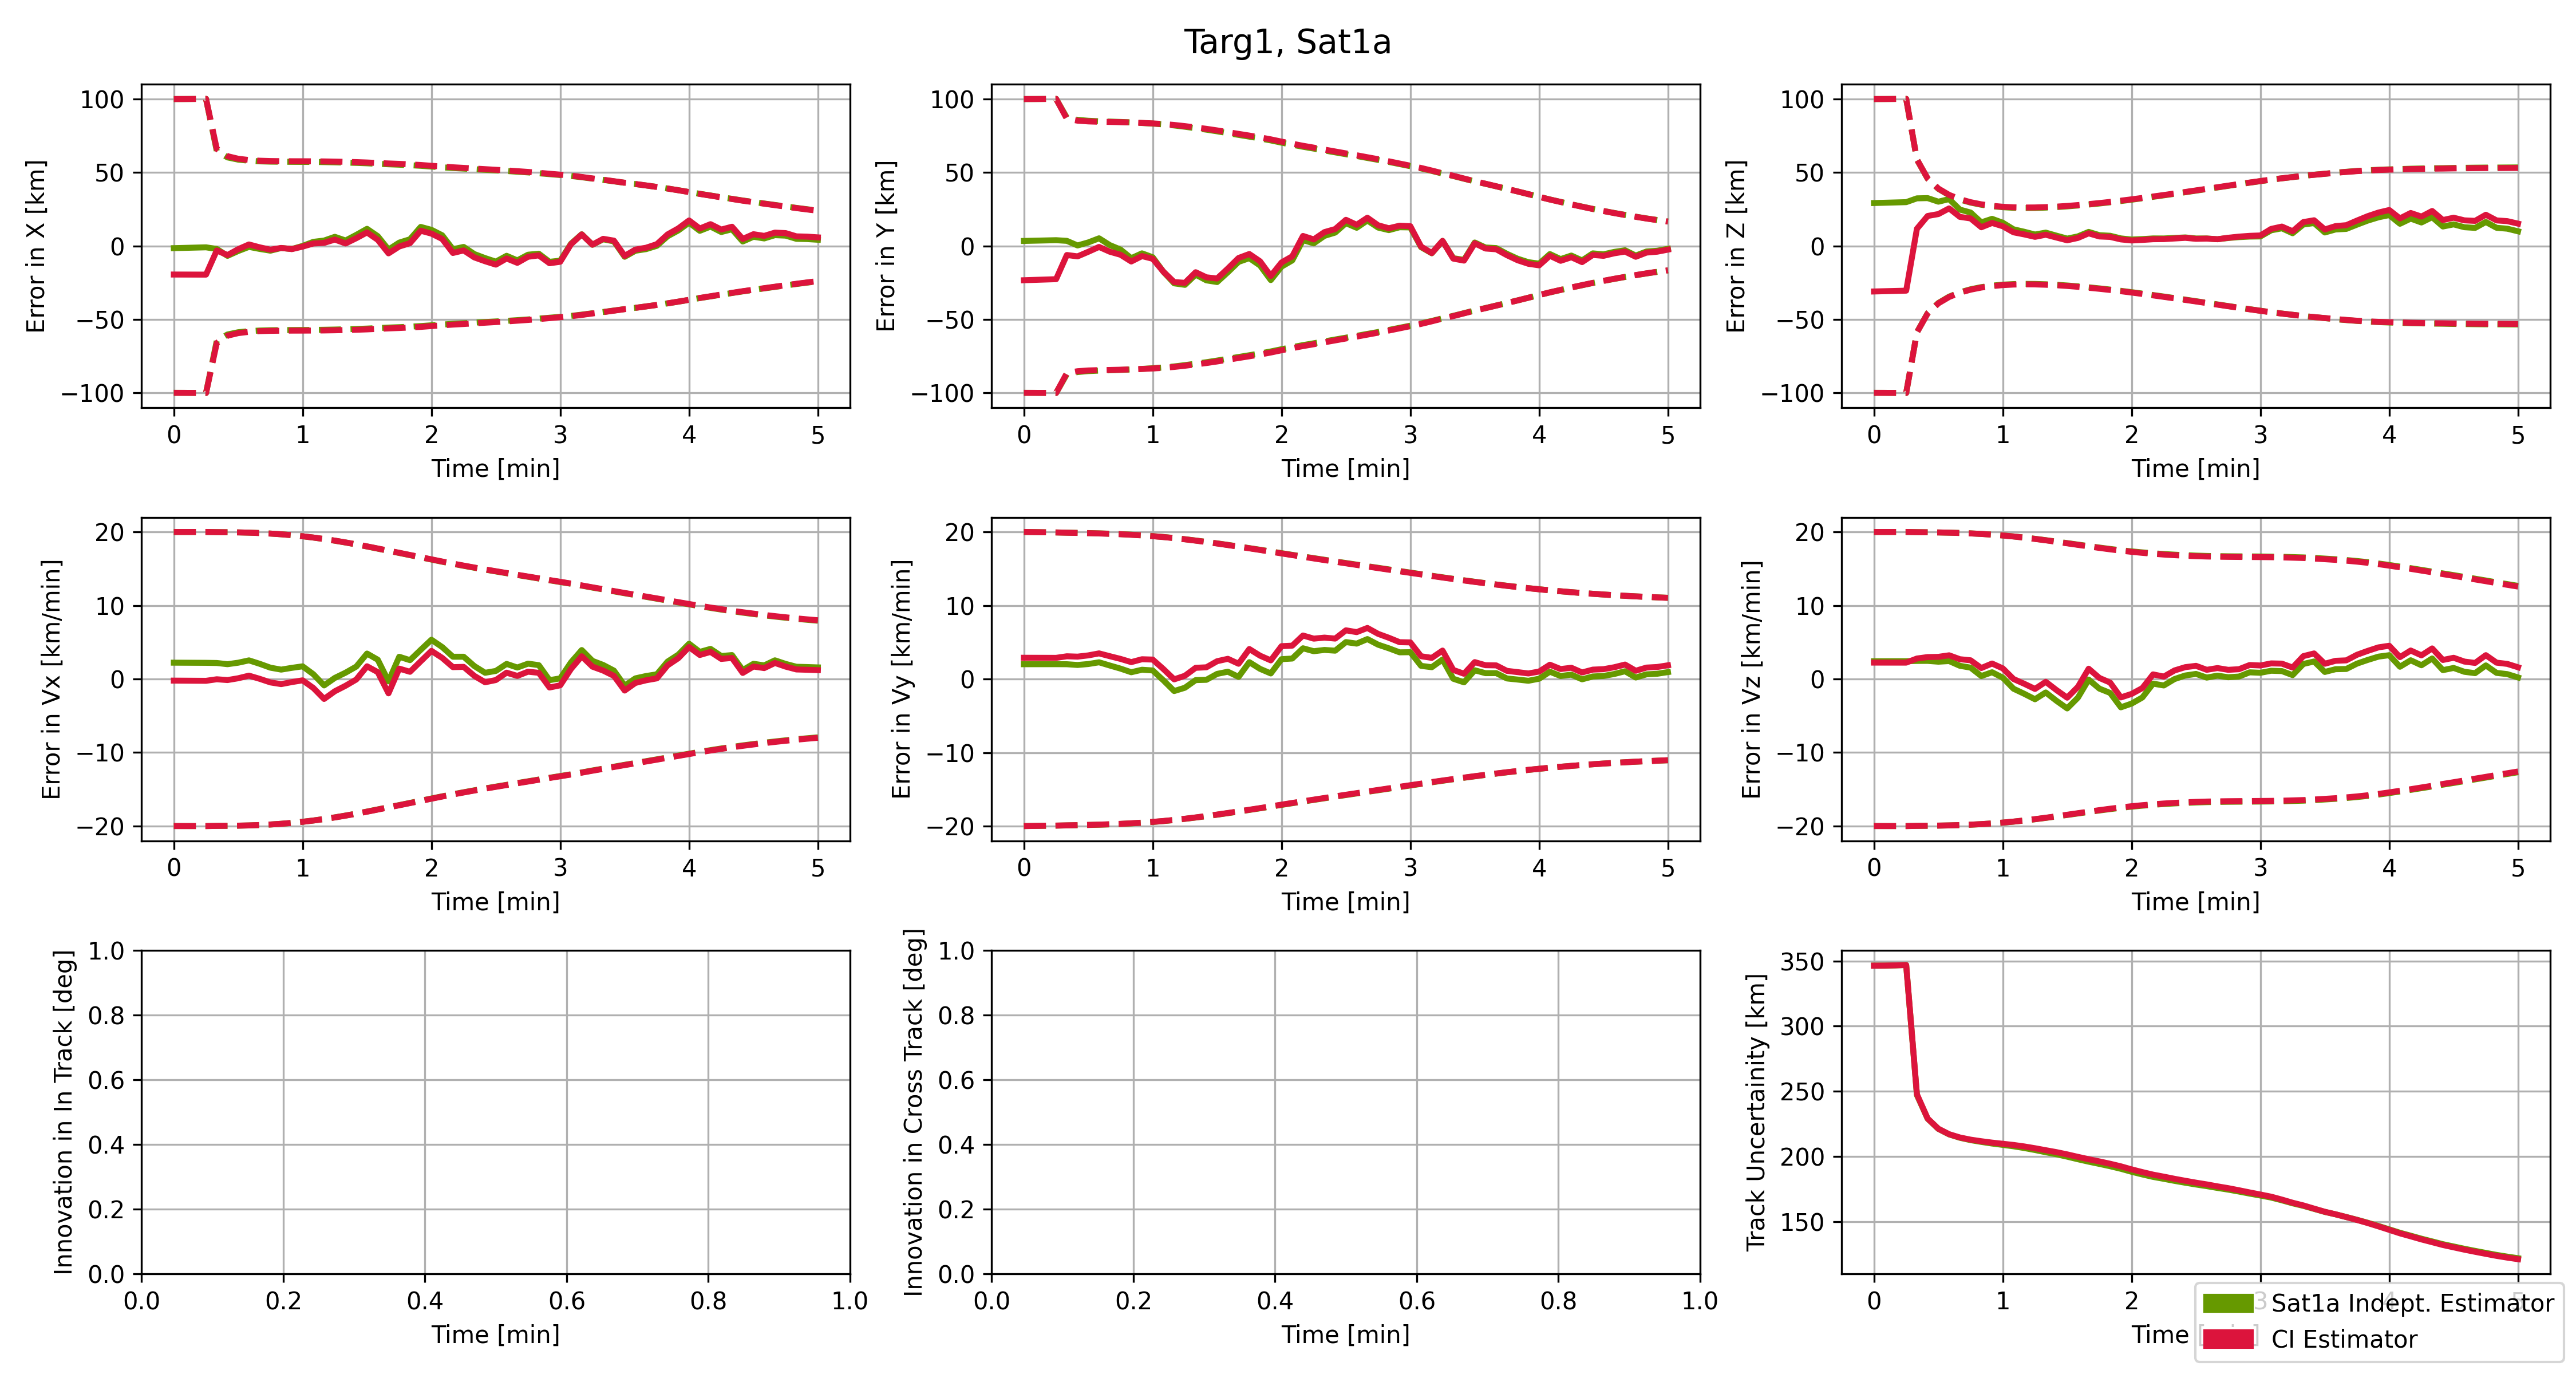 Targ1, Sat1a
Error in X [km]
100
50
0
−50
−100
0 1 2 3 4 5
Time [min]
Error in Y [km]
100
50
0
−50
−100
0 1 2 3 4 5
Time [min]
Error in Z [km]
100
50
0
−50
−100
0 1 2 3 4 5
Time [min]
Error in Vx [km/min]
20
10
0
−10
−20
0 1 2 3 4 5
Time [min]
Error in Vy [km/min]
20
10
0
−10
−20
0 1 2 3 4 5
Time [min]
Error in Vz [km/min]
20
10
0
−10
−20
0 1 2 3 4 5
Time [min]
Innovation in In Track [deg]
1.0
0.8
0.6
0.4
0.2
0.0
0.0 0.2 0.4 0.6 0.8 1.0
Time [min]
Innovation in Cross Track [deg]
1.0
0.8
0.6
0.4
0.2
0.0
0.0 0.2 0.4 0.6 0.8 1.0
Time [min]
Track Uncertainity [km]
350
300
250
200
150
0 1 2 3 4 5
Time
Sat1a Indept. Estimator
CI Estimator